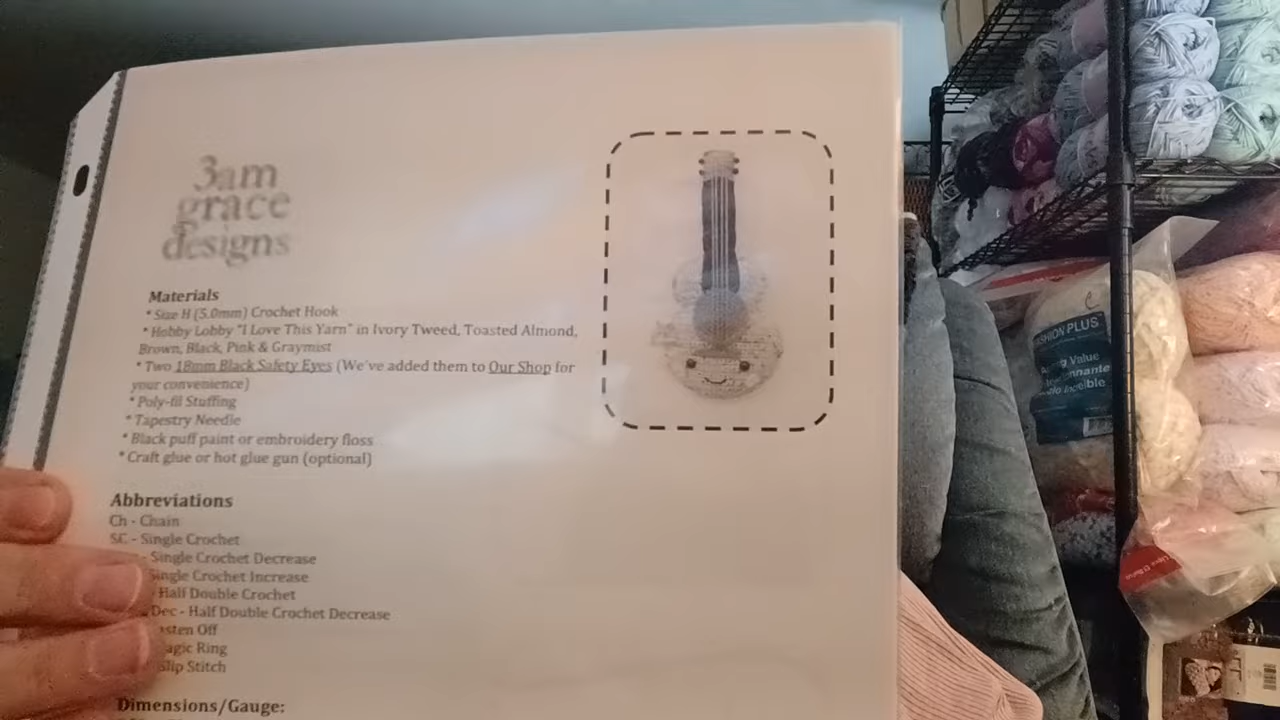 3am
grace
designs
Materials
* Size H (5.0mm) Crochet Hook
* Hobby Lobby "I Love This Yarn" in Ivory Tweed, Toasted Almond,
Brown, Black, Pink & Graymist
* Two 18mm Black Safety Eyes (We've added them to Our Shop for
your convenience)
* Poly-fil Stuffing
* Tapestry Needle
* Black puff paint or embroidery floss
* Craft glue or hot glue gun (optional)
Abbreviations
Ch - Chain
SC - Single Crochet
- Single Crochet Decrease
Single Crochet Increase
Half Double Crochet
Dec - Half Double Crochet Decrease
sten Off
agic Ring
Slip Stitch
Dimensions/Gauge:
SHION PLUS
Value